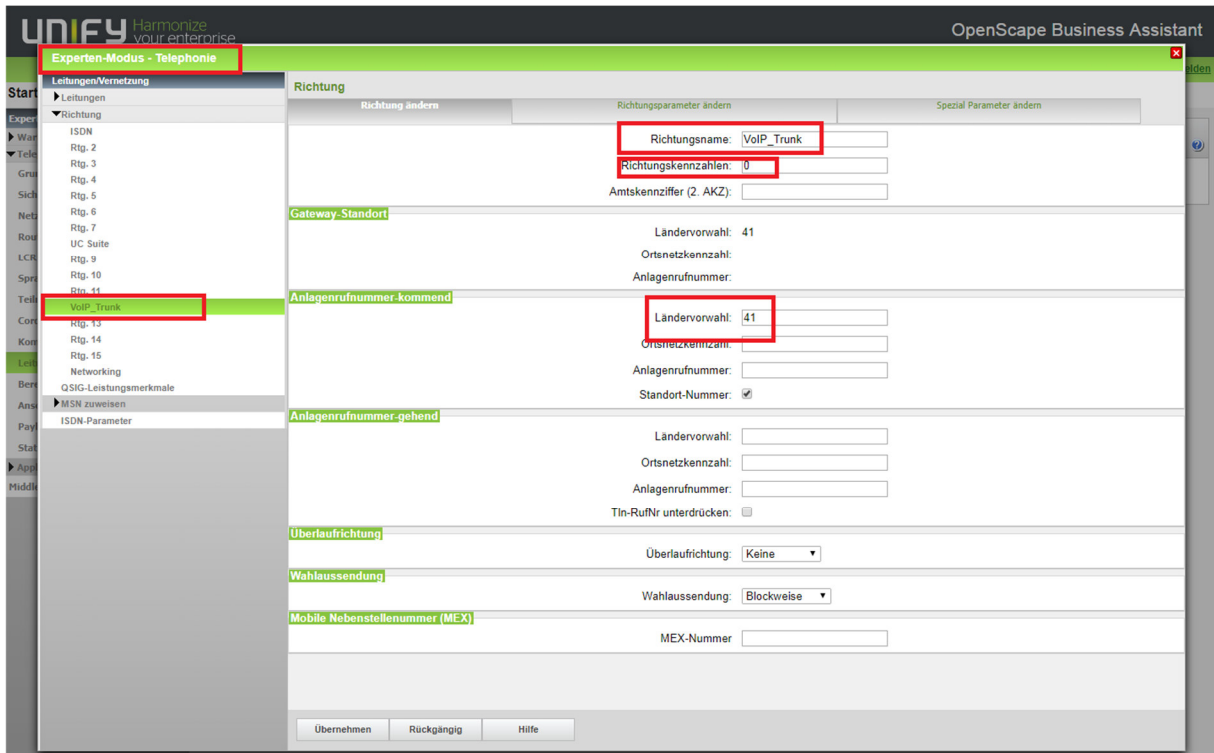 UNIFY Harmonize your enterprise
OpenScape Business Assistant
Experten-Modus - Telephonie
Start
Leitungen/Vernetzung
Leitungen
Richtung
ISDN
Rtg. 2
Rtg. 3
Rtg. 4
Rtg. 5
Rtg. 6
Rtg. 7
UC Suite
Rtg. 9
Rtg. 10
Rtg. 11
VoIP_Trunk
Rtg. 13
Rtg. 14
Rtg. 15
Networking
QSIG-Leistungsmerkmale
MSN zuweisen
ISDN-Parameter
Richtung
Richtung ändern
Richtungsparameter ändern
Spezial Parameter ändern
Richtungsname: VoIP_Trunk
Richtungskennzahlen: 0
Amtskennziffer (2. AKZ):
Gateway-Standort
Ländervorwahl: 41
Ortsnetzkennzahl:
Anlagenrufnummer:
Anlagenrufnummer-kommend
Ländervorwahl: 41
Ortsnetzkennzahl:
Anlagenrufnummer:
Standort-Nummer:
Anlagenrufnummer-gehend
Ländervorwahl:
Ortsnetzkennzahl:
Anlagenrufnummer:
Tln-RufNr unterdrücken:
Überlaufrichtung
Überlaufrichtung: Keine
Wahlaussendung
Wahlaussendung: Blockweise
Mobile Nebenstellenummer (MEX)
MEX-Nummer
Übernehmen
Rückgängig
Hilfe